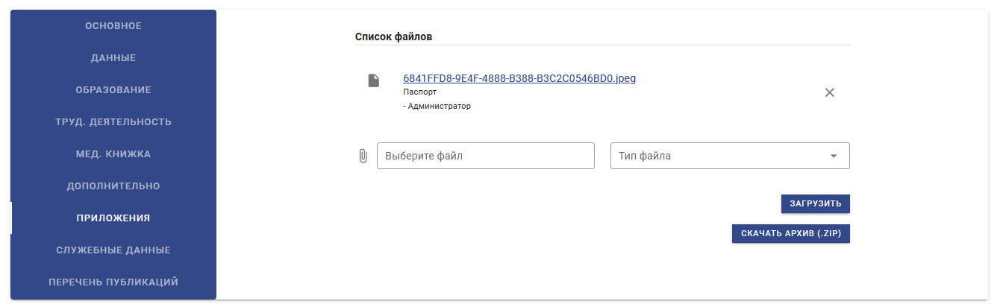 ОСНОВНОЕ
ДАННЫЕ
ОБРАЗОВАНИЕ
ТРУД. ДЕЯТЕЛЬНОСТЬ
МЕД. КНИЖКА
ДОПОЛНИТЕЛЬНО
ПРИЛОЖЕНИЯ
СЛУЖЕБНЫЕ ДАННЫЕ
ПЕРЕЧЕНЬ ПУБЛИКАЦИЙ
Список файлов
6841FFD8-9E4F-4888-B388-B3C2C0546BD0.jpeg
Паспорт
- Администратор
Выберите файл
Тип файла
ЗАГРУЗИТЬ
СКАЧАТЬ АРХИВ (.ZIP)